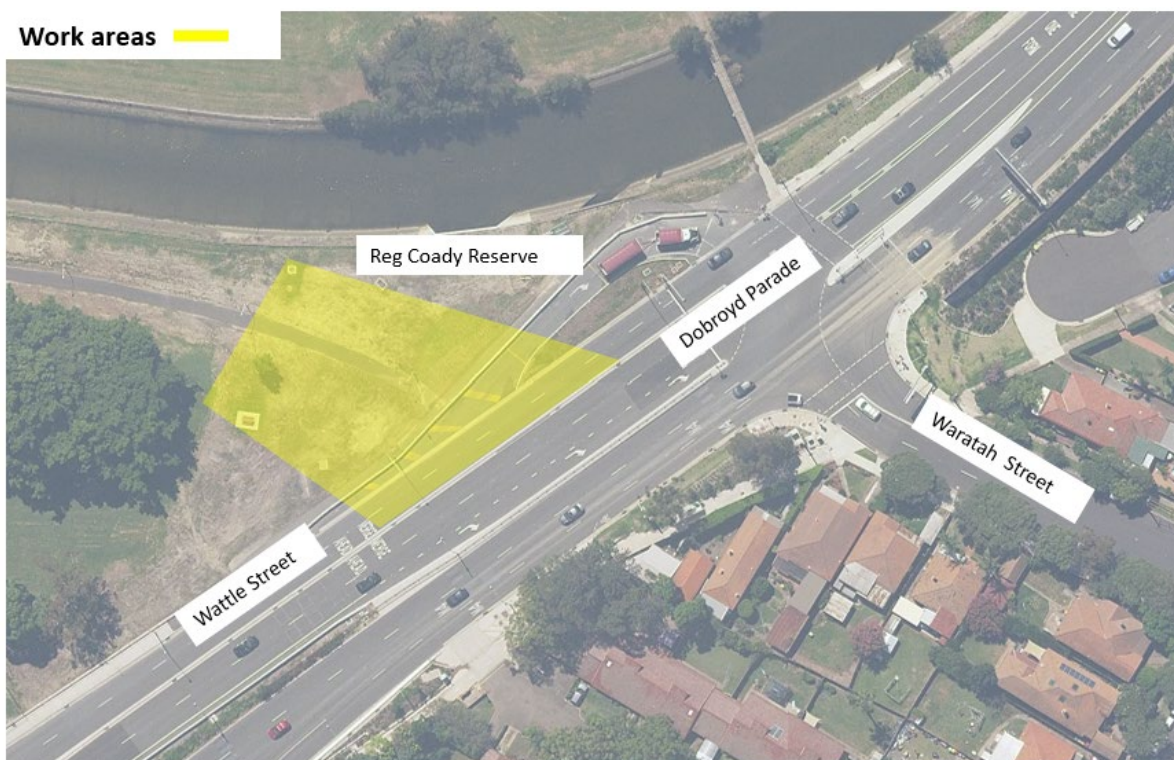 Work areas
Reg Coady Reserve
Dobroyd Parade
Waratah Street
Wattle Street